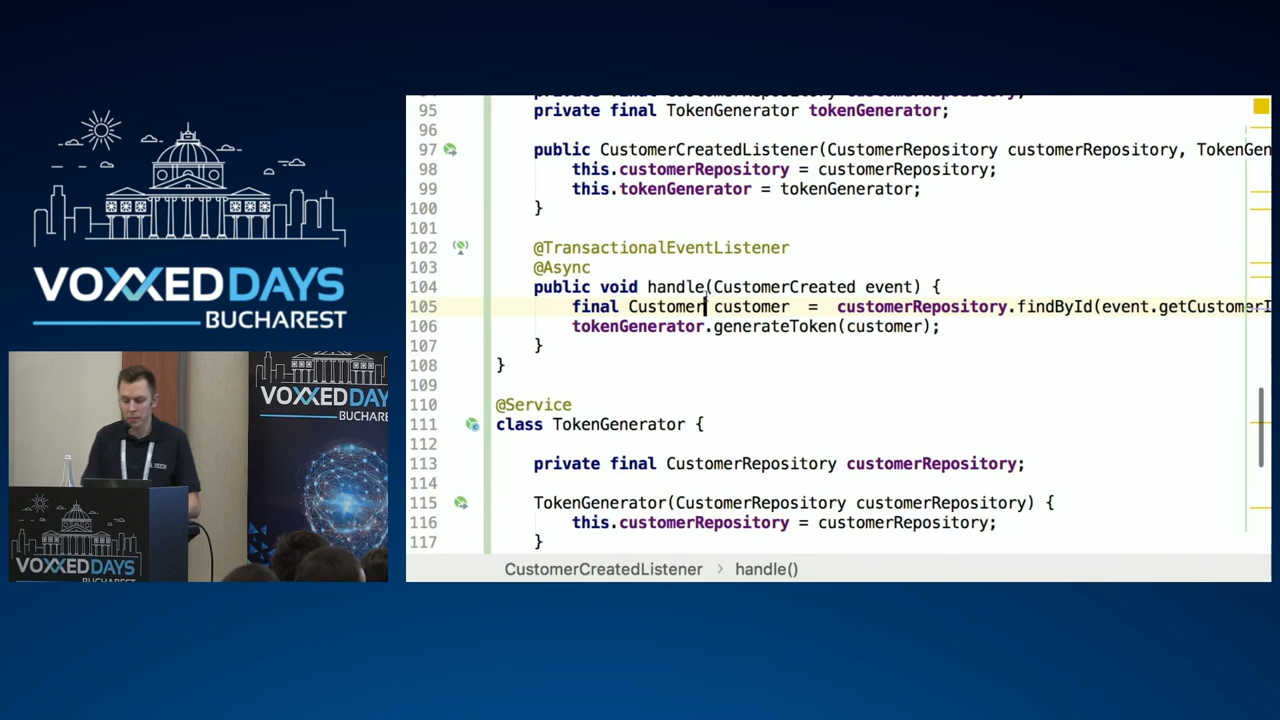 VOXXED DAYS
BUCHAREST
VOXXED DAYS
BUCHAREST
VOXXED DAYS
BUCHAREST
95 private final TokenGenerator tokenGenerator;
96
97 public CustomerCreatedListener(CustomerRepository customerRepository, TokenGen
98 this.customerRepository = customerRepository;
99 this.tokenGenerator = tokenGenerator;
100 }
101
102 @TransactionalEventListener
103 @Async
104 public void handle(CustomerCreated event) {
105 final Customer customer = customerRepository.findById(event.getCustomerI
106 tokenGenerator.generateToken(customer);
107 }
108 }
109
110 @Service
111 class TokenGenerator {
112
113 private final CustomerRepository customerRepository;
114
115 TokenGenerator(CustomerRepository customerRepository) {
116 this.customerRepository = customerRepository;
117 }
CustomerCreatedListener > handle()